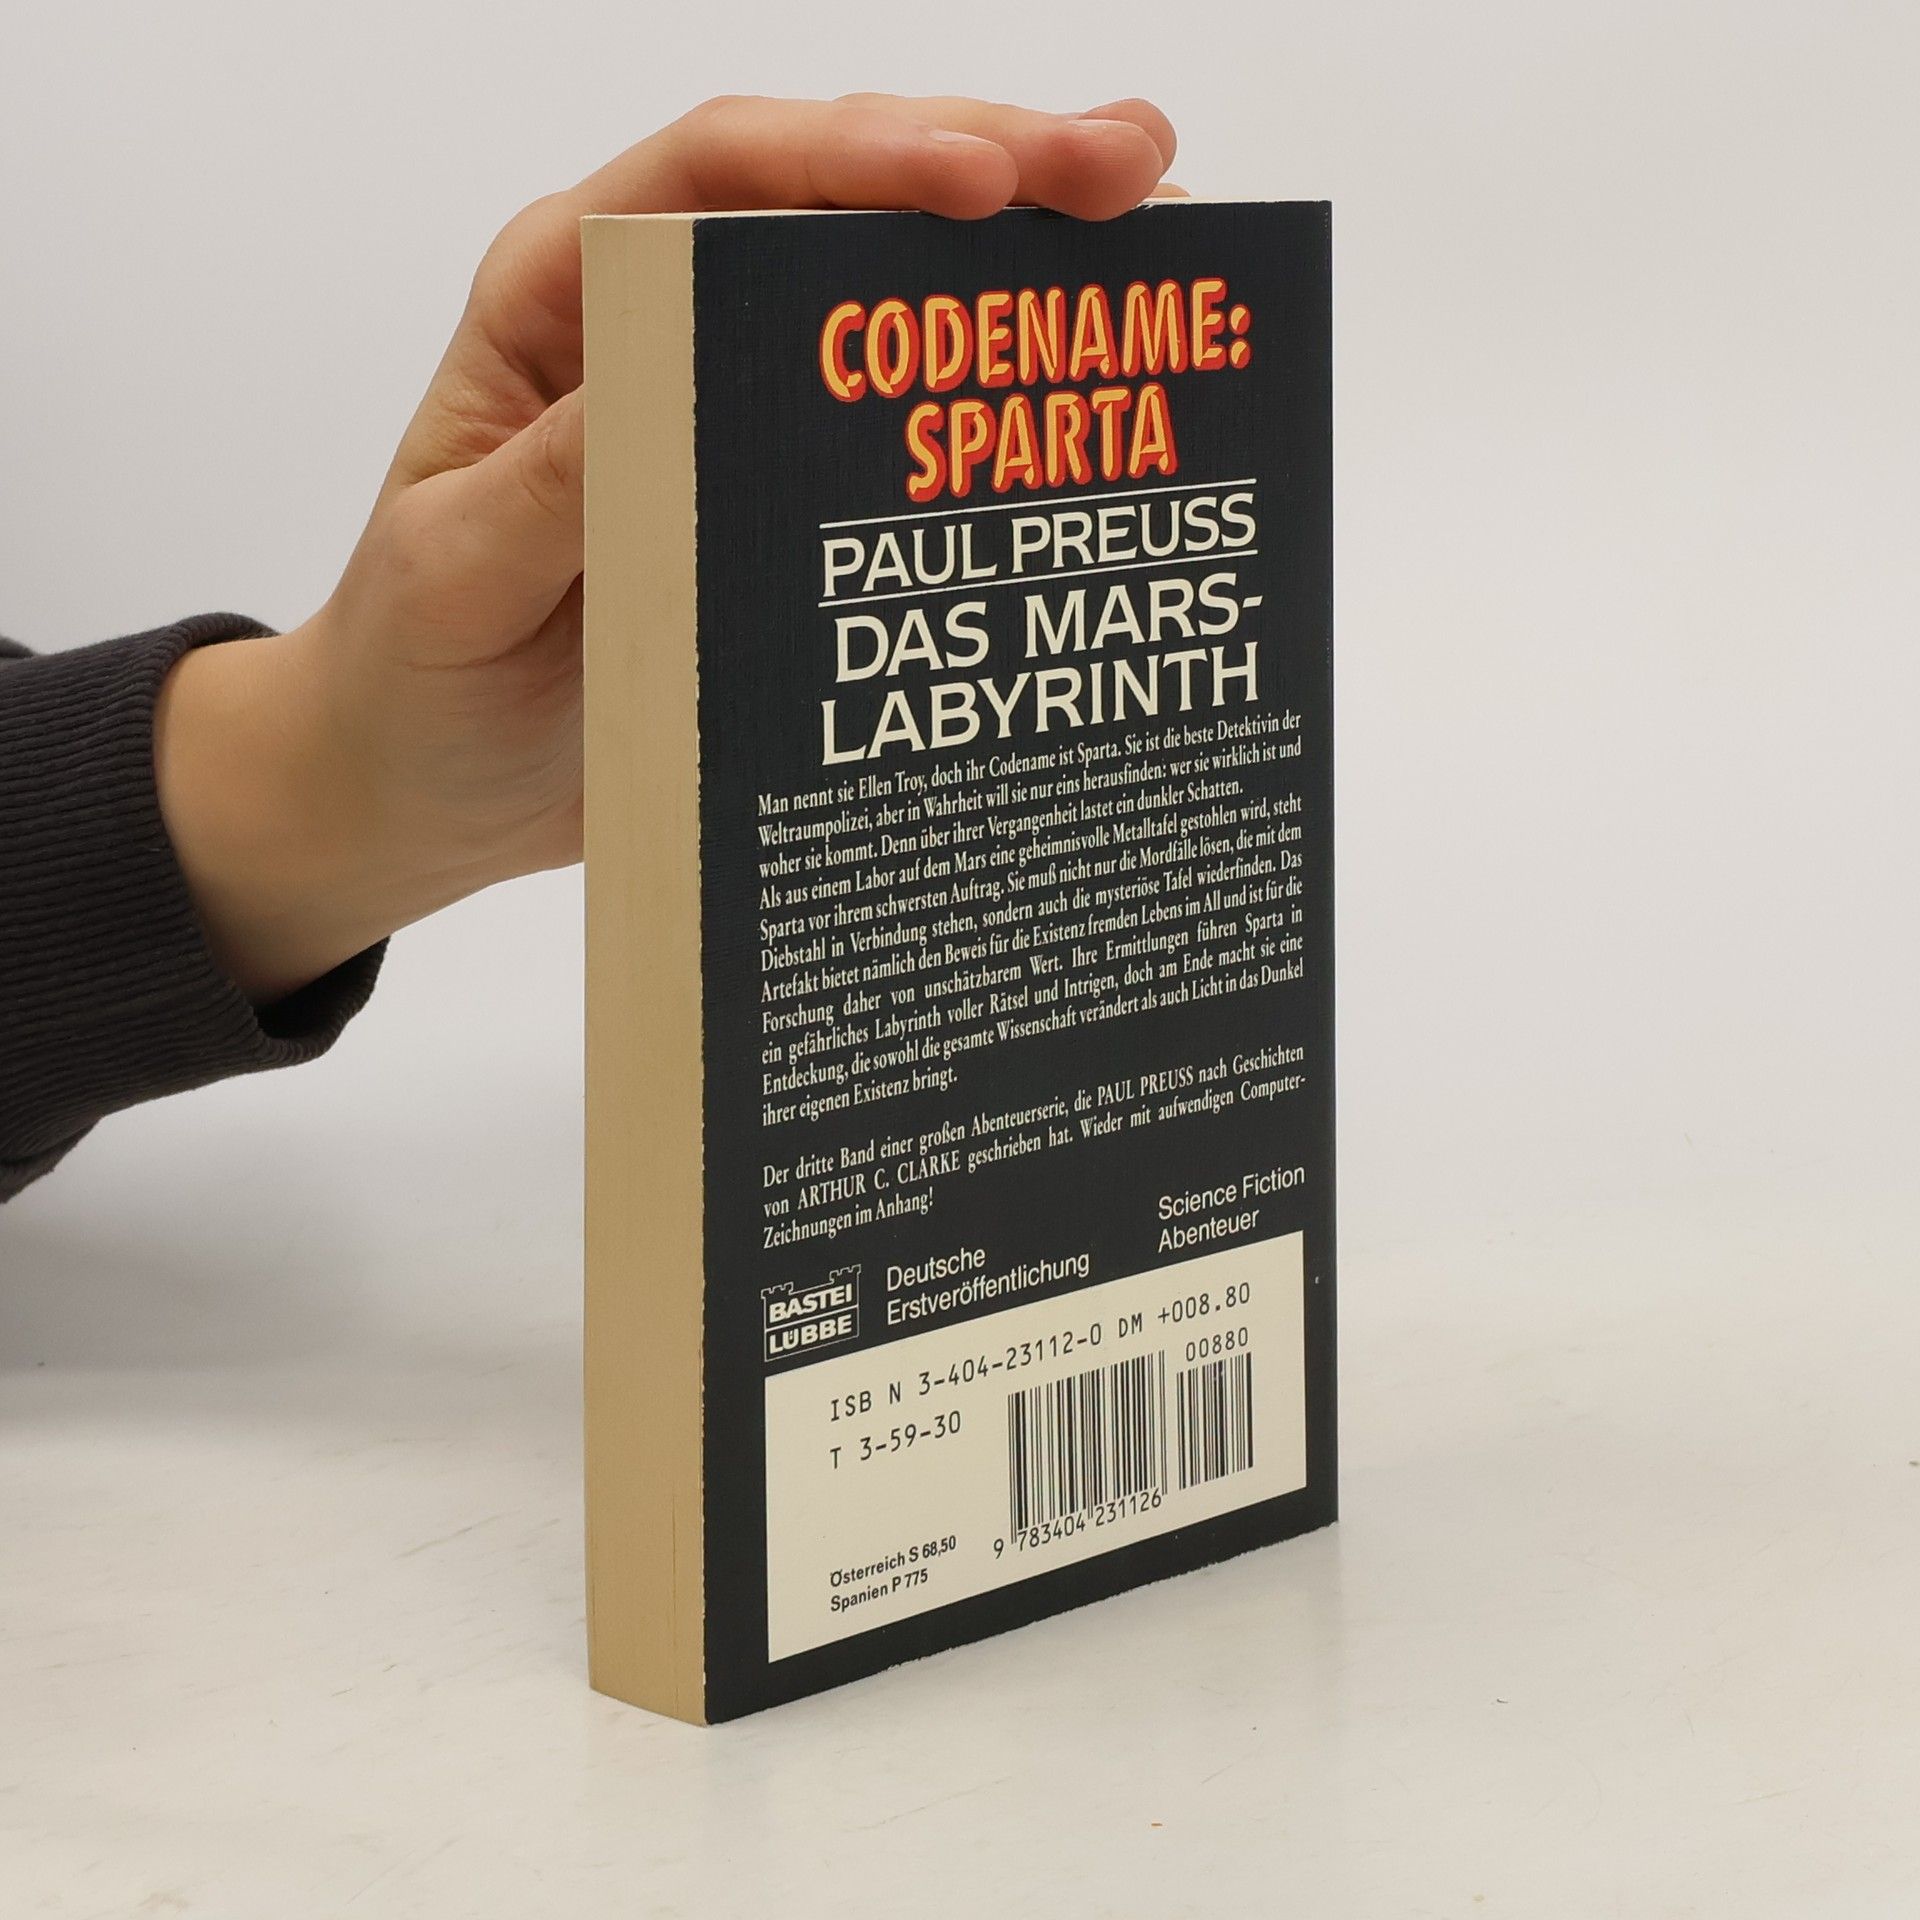 CODENAME:
SPARTA
PAUL PREUSS
DAS MARS-
LABYRINTH
Man nennt sie Ellen Troy, doch ihr Codename ist Sparta. Sie ist die beste Detektivin der
Weltraumpolizei, aber in Wahrheit will sie nur eins herausfinden: wer sie wirklich ist und
woher sie kommt. Denn über ihrer Vergangenheit lastet ein dunkler Schatten.
Als aus einem Labor auf dem Mars eine geheimnisvolle Metalltafel gestohlen wird, steht
Sparta vor ihrem schwersten Auftrag. Sie muß nicht nur die Mordfälle lösen, die mit dem
Diebstahl in Verbindung stehen, sondern auch die mysteriöse Tafel wiederfinden. Das
Artefakt bietet nämlich den Beweis für die Existenz fremden Lebens im All und ist für die
Forschung daher von unschätzbarem Wert. Ihre Ermittlungen führen Sparta in
ein gefährliches Labyrinth voller Rätsel und Intrigen, doch am Ende macht sie eine
Entdeckung, die sowohl die gesamte Wissenschaft verändert als auch Licht in das Dunkel
ihrer eigenen Existenz bringt.
Der dritte Band einer großen Abenteuerserie, die PAUL PREUSS nach Geschichten
von ARTHUR C. CLARKE geschrieben hat. Wieder mit aufwendigen Computer-
Zeichnungen im Anhang!
BASTEI
LÜBBE
Deutsche
Erstveröffentlichung
Science Fiction
Abenteuer
ISB N 3-404-23112-0 DM +008.80
T 3-59-30
00880
9 783404 231126
Österreich S 68,50
Spanien P 775